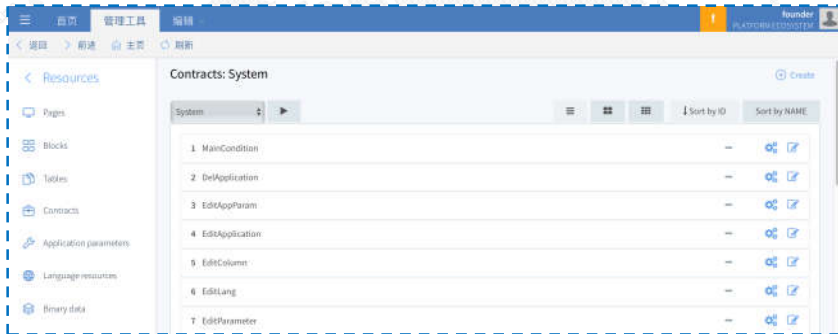 首页 管理工具 编辑
founder
PLATFORM ECOSYSTEM
返回 前进 主页 刷新
Resources
Contracts: System
Create
Pages
System
Sort by ID
Sort by NAME
Blocks
1 MainCondition
Tables
2 DelApplication
Contracts
3 EditAppParam
4 EditApplication
Application parameters
5 EditColumn
Language resources
6 EditLang
Binary data
7 EditParameter